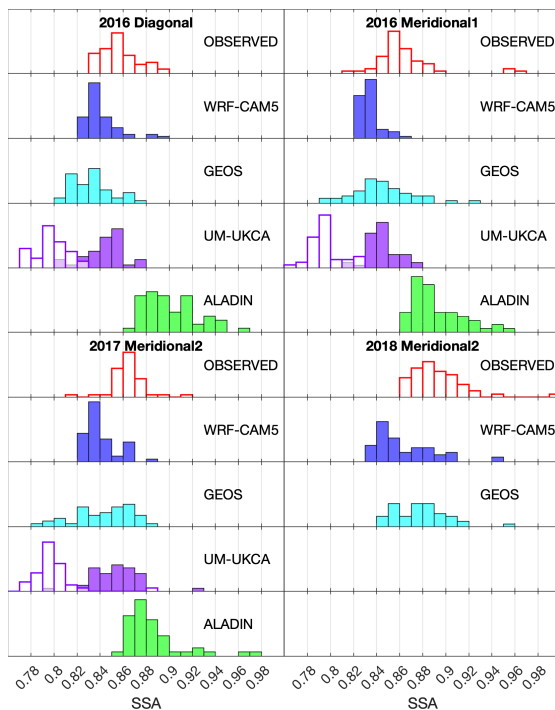 2016 Diagonal
OBSERVED
WRF-CAM5
GEOS
UM-UKCA
ALADIN
2016 Meridional1
OBSERVED
WRF-CAM5
GEOS
UM-UKCA
ALADIN
2017 Meridional2
OBSERVED
WRF-CAM5
GEOS
UM-UKCA
ALADIN
0.78 0.8 0.82 0.84 0.86 0.88 0.9 0.92 0.94 0.96 0.98
SSA
2018 Meridional2
OBSERVED
WRF-CAM5
GEOS
0.78 0.8 0.82 0.84 0.86 0.88 0.9 0.92 0.94 0.96 0.98
SSA